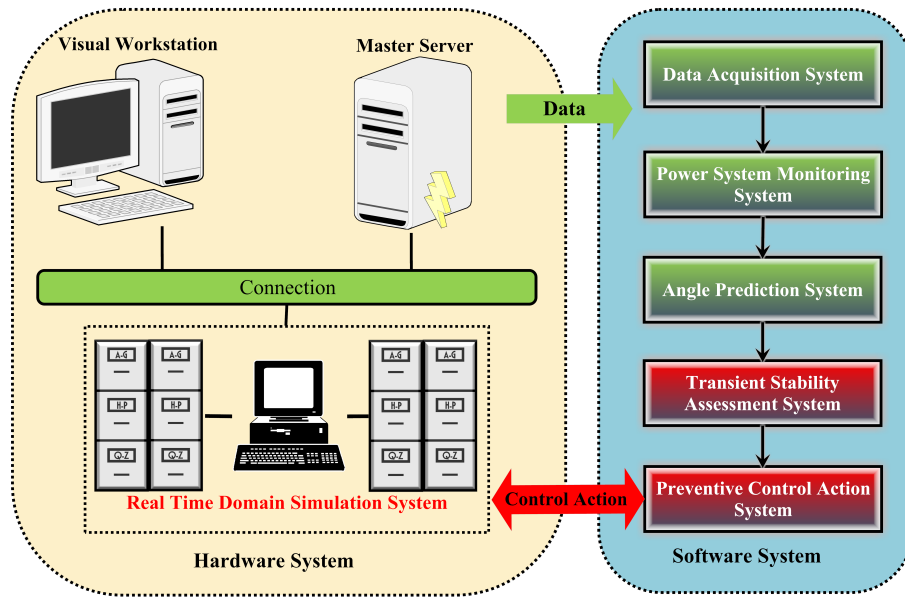 Visual Workstation
Master Server
Connection
A-G
A-G
A-G
A-G
H-P
H-P
H-P
H-P
Q-Z
Q-Z
Q-Z
Q-Z
Real Time Domain Simulation System
Hardware System
Data
Control Action
Data Acquisition System
Power System Monitoring
System
Angle Prediction System
Transient Stability
Assessment System
Preventive Control Action
System
Software System